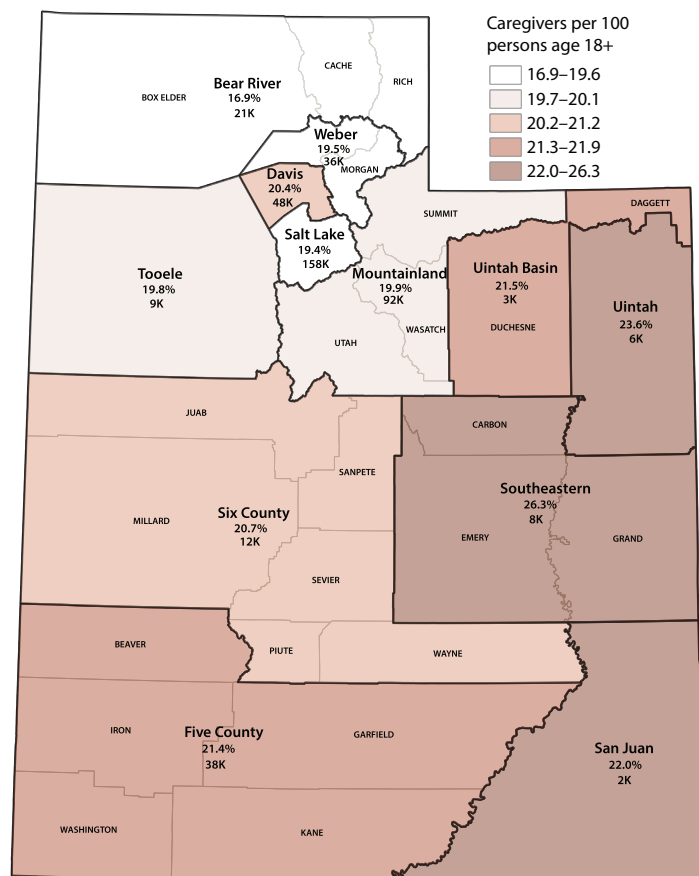 Caregivers per 100
persons age 18+
16.9–19.6
19.7–20.1
20.2–21.2
21.3–21.9
22.0–26.3
CACHE
RICH
BOX ELDER
Bear River
16.9%
21K
Weber
19.5%
36K
MORGAN
Davis
20.4%
48K
DAGGETT
SUMMIT
Salt Lake
19.4%
158K
Tooele
19.8%
9K
Mountainland
19.9%
92K
Uintah Basin
21.5%
3K
DUCHESNE
Uintah
23.6%
6K
WASATCH
UTAH
JUAB
CARBON
SANPETE
Southeastern
26.3%
8K
MILLARD
Six County
20.7%
12K
EMERY
GRAND
SEVIER
BEAVER
PIUTE
WAYNE
IRON
Five County
21.4%
38K
GARFIELD
San Juan
22.0%
2K
WASHINGTON
KANE